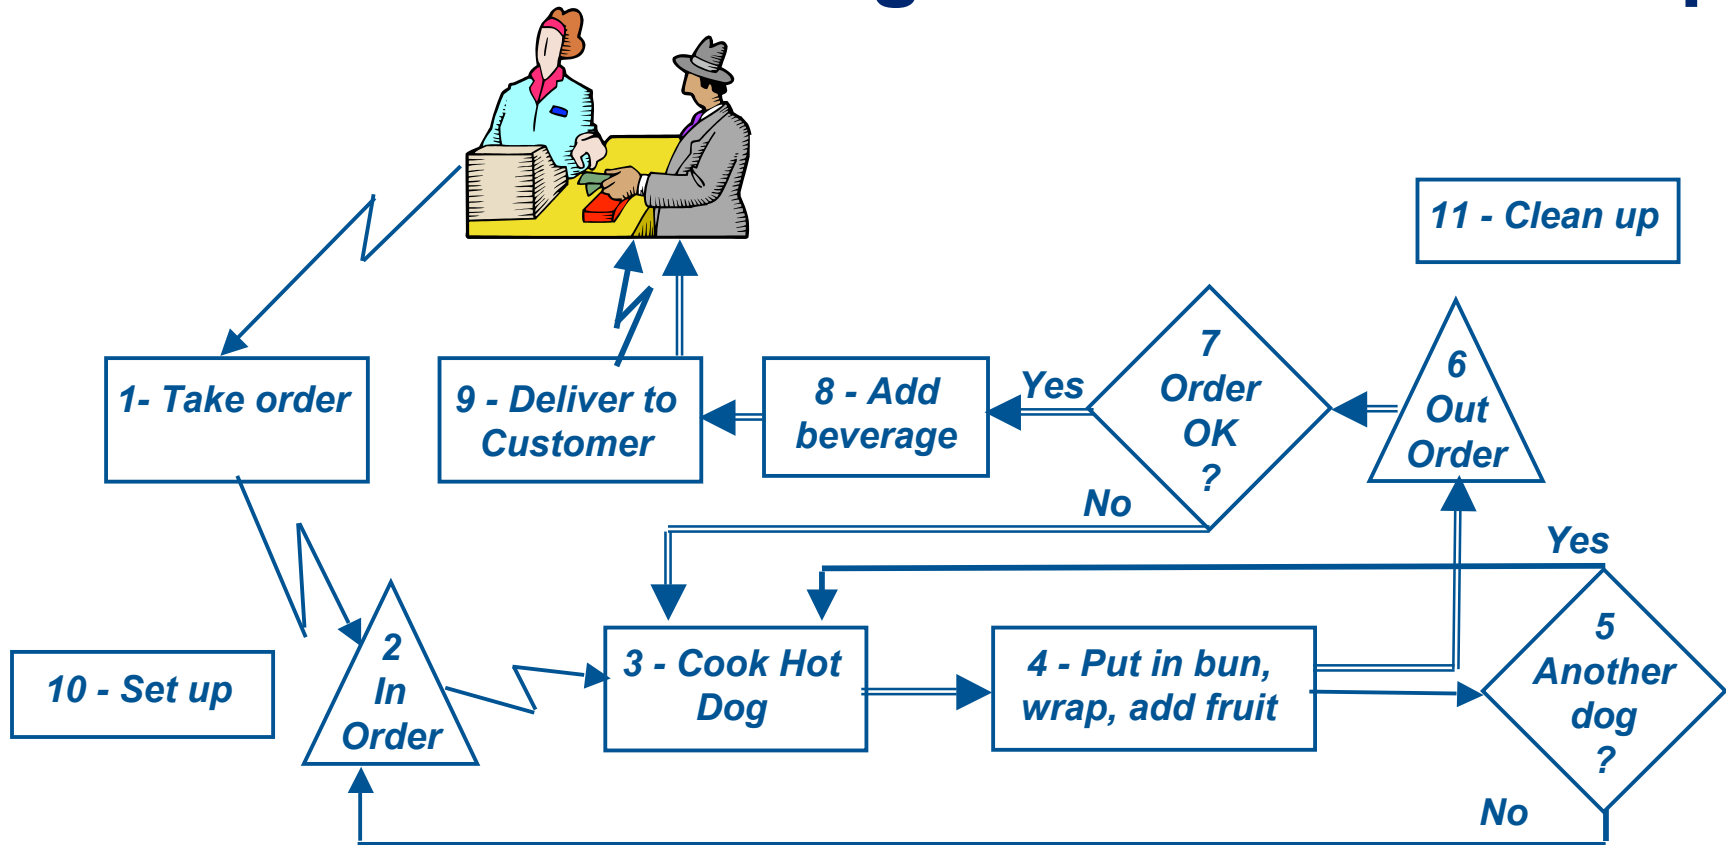 11 - Clean up
1- Take order
9 - Deliver to
Customer
8 - Add
beverage
Yes
7
Order
OK
?
6
Out
Order
No
Yes
10 - Set up
2
In
Order
3 - Cook Hot
Dog
4 - Put in bun,
wrap, add fruit
5
Another
dog
?
No